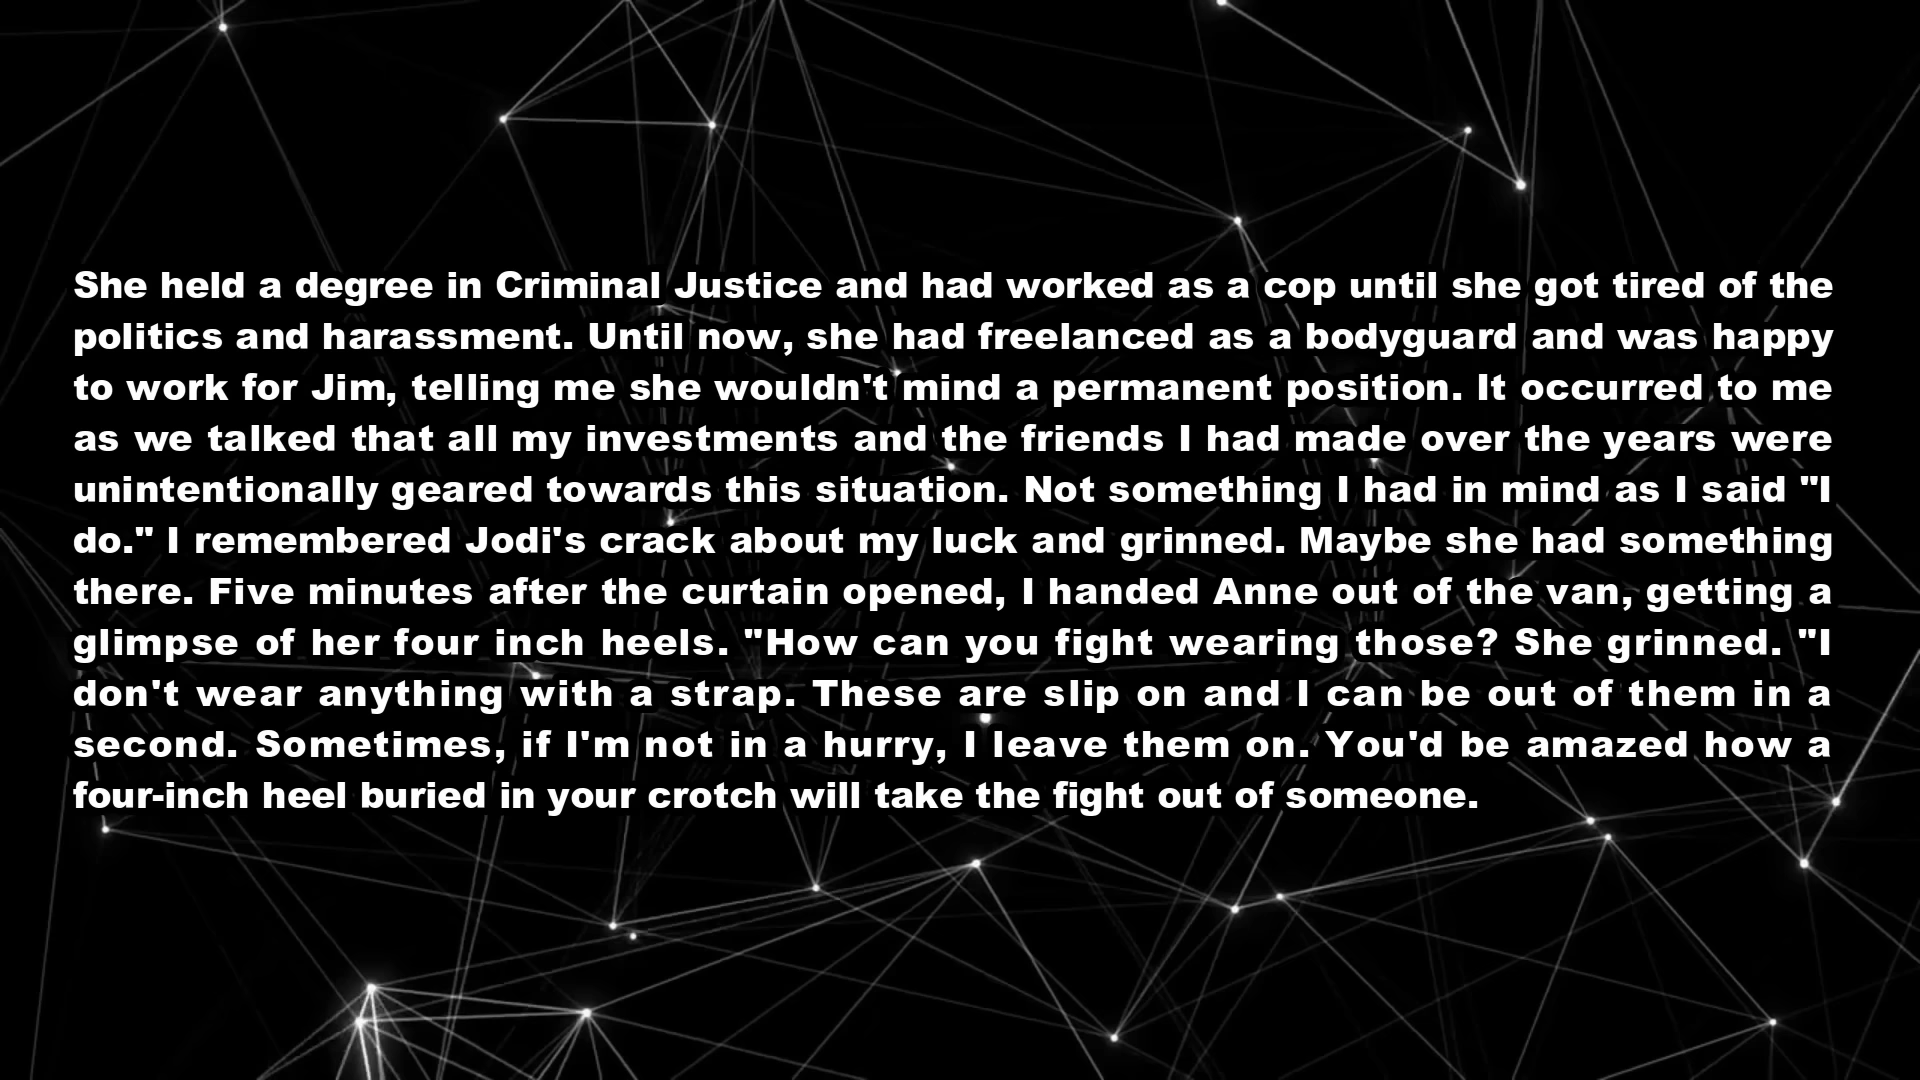 She held a degree in Criminal Justice and had worked as a cop until she got tired of the
politics and harassment. Until now, she had freelanced as a bodyguard and was happy
to work for Jim, telling me she wouldn't mind a permanent position. It occurred to me
as we talked that all my investments and the friends I had made over the years were
unintentionally geared towards this situation. Not something I had in mind as I said "I
do." I remembered Jodi's crack about my luck and grinned. Maybe she had something
there. Five minutes after the curtain opened, I handed Anne out of the van, getting a
glimpse of her four inch heels. "How can you fight wearing those? She grinned. "I
don't wear anything with a strap. These are slip on and I can be out of them in a
second. Sometimes, if I'm not in a hurry, I leave them on. You'd be amazed how a
four-inch heel buried in your crotch will take the fight out of someone.